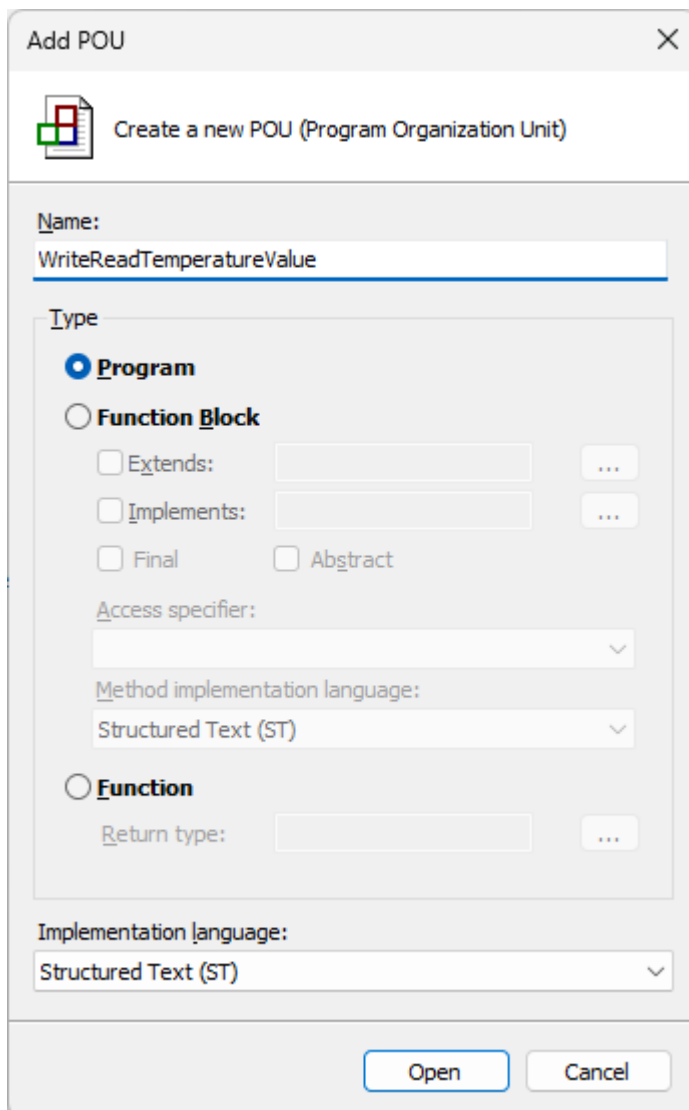 Add POU
Create a new POU (Program Organization Unit)
Name:
WriteReadTemperatureValue
Type
Program
Function Block
Extends:
...
Implements:
...
Final Abstract
Access specifier:
Method implementation language:
Structured Text (ST)
Function
Return type:
...
Implementation language:
Structured Text (ST)
Open Cancel